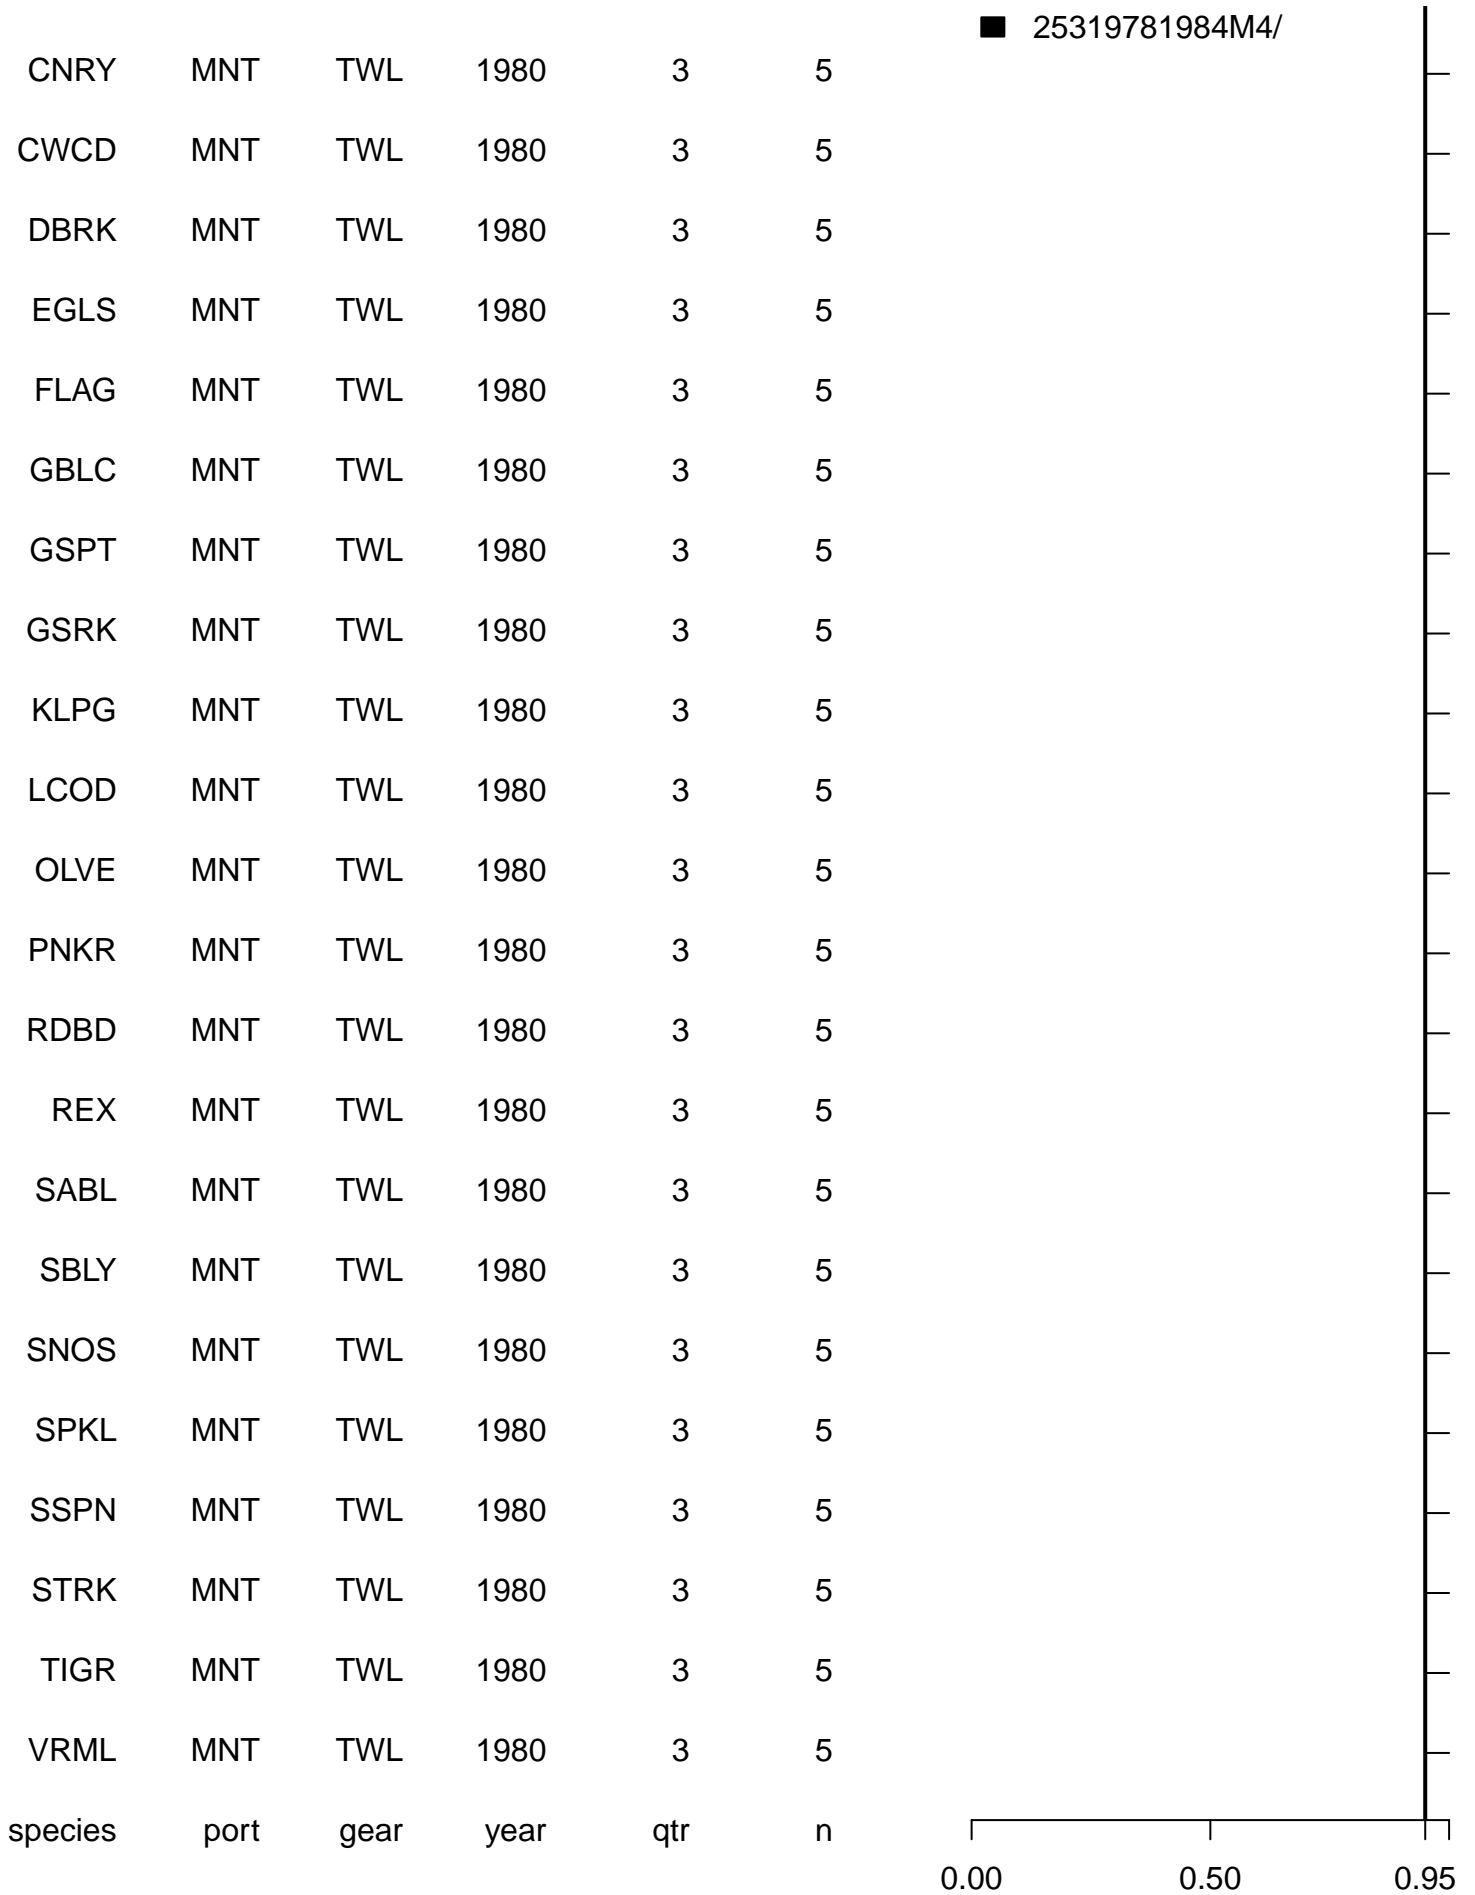 25319781984M4/
CNRY MNT TWL 1980 3 5
CWCD MNT TWL 1980 3 5
DBRK MNT TWL 1980 3 5
EGLS MNT TWL 1980 3 5
FLAG MNT TWL 1980 3 5
GBLC MNT TWL 1980 3 5
GSPT MNT TWL 1980 3 5
GSRK MNT TWL 1980 3 5
KLPG MNT TWL 1980 3 5
LCOD MNT TWL 1980 3 5
OLVE MNT TWL 1980 3 5
PNKR MNT TWL 1980 3 5
RDBD MNT TWL 1980 3 5
REX MNT TWL 1980 3 5
SABL MNT TWL 1980 3 5
SBLY MNT TWL 1980 3 5
SNOS MNT TWL 1980 3 5
SPKL MNT TWL 1980 3 5
SSPN MNT TWL 1980 3 5
STRK MNT TWL 1980 3 5
TIGR MNT TWL 1980 3 5
VRML MNT TWL 1980 3 5
species port gear year qtr n
0.00 0.50 0.95